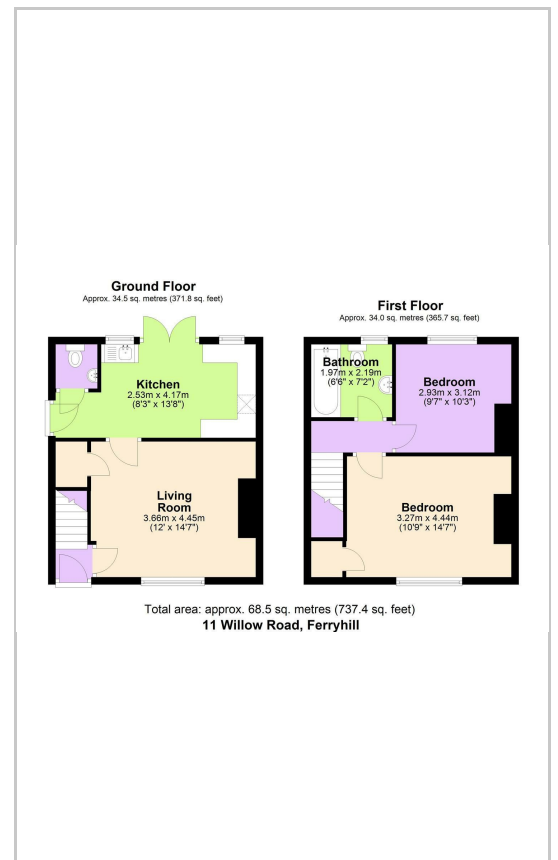 Ground Floor
Approx. 34.5 sq. metres (371.8 sq. feet)
Kitchen
2.53m x 4.17m
(8'3" x 13'8")
Living
Room
3.66m x 4.45m
(12' x 14'7")
First Floor
Approx. 34.0 sq. metres (365.7 sq. feet)
Bathroom
1.97m x 2.19m
(6'6" x 7'2")
Bedroom
2.93m x 3.12m
(9'7" x 10'3")
Bedroom
3.27m x 4.44m
(10'9" x 14'7")
Total area: approx. 68.5 sq. metres (737.4 sq. feet)
11 Willow Road, Ferryhill